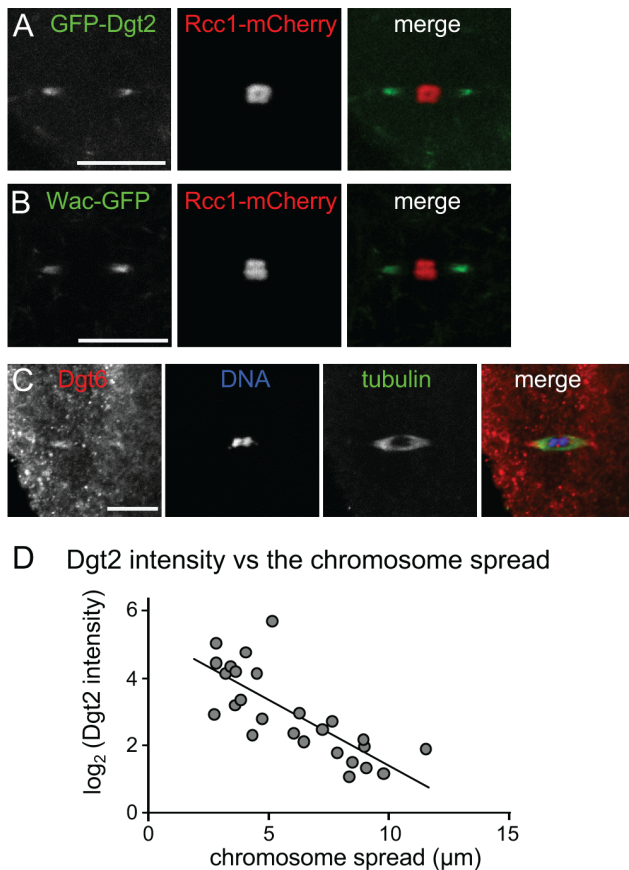 A GFP-Dgt2 Rcc1-mCherry merge
B Wac-GFP Rcc1-mCherry merge
C Dgt6 DNA tubulin merge
D Dgt2 intensity vs the chromosome spread
log₂ (Dgt2 intensity)
6
4
2
0
0 5 10 15
chromosome spread (µm)